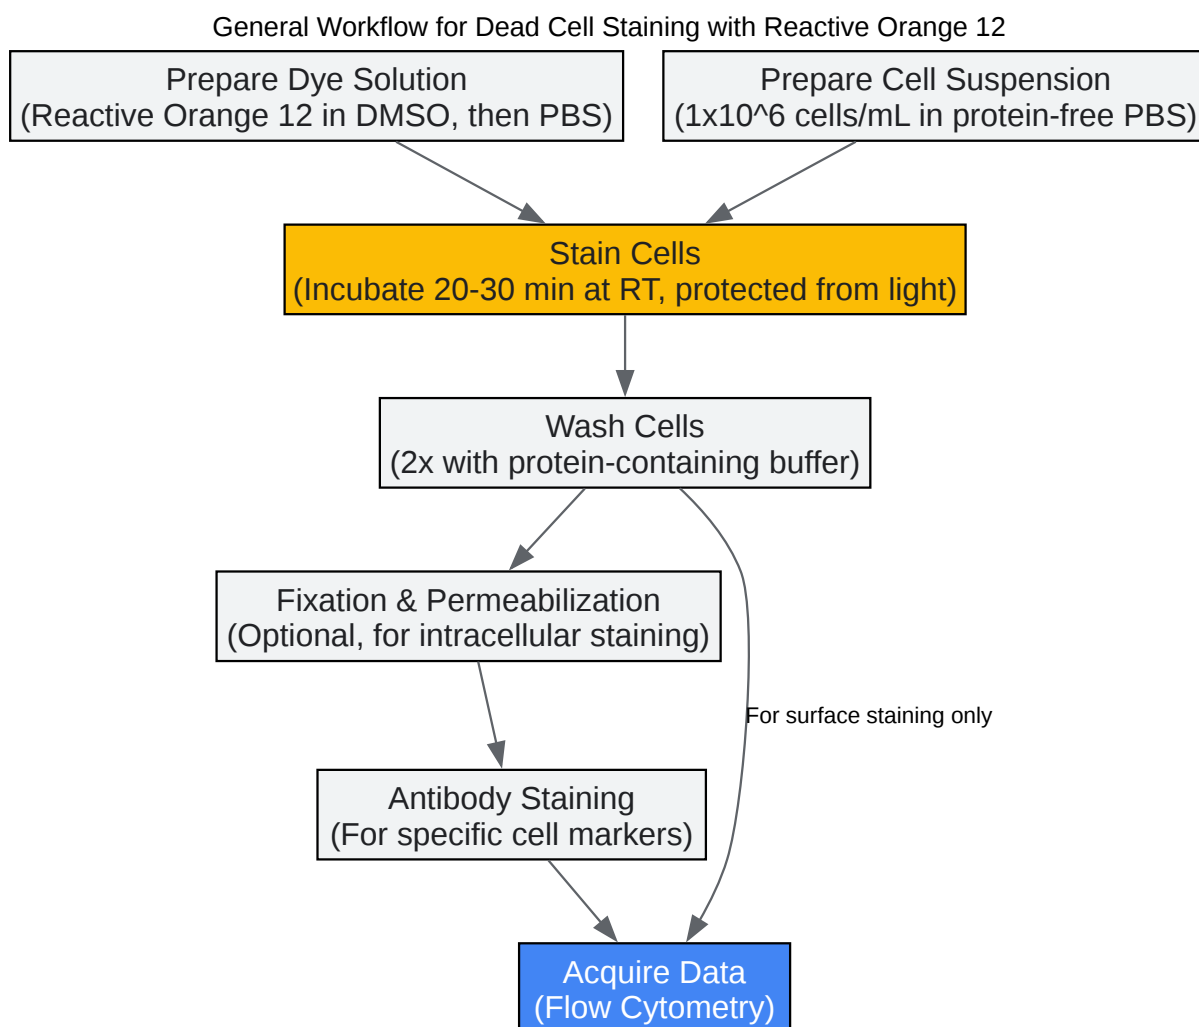 General Workflow for Dead Cell Staining with Reactive Orange 12
Prepare Dye Solution
(Reactive Orange 12 in DMSO, then PBS)
Prepare Cell Suspension
(1x10^6 cells/mL in protein-free PBS)
Stain Cells
(Incubate 20-30 min at RT, protected from light)
Wash Cells
(2x with protein-containing buffer)
Fixation & Permeabilization
(Optional, for intracellular staining)
For surface staining only
Antibody Staining
(For specific cell markers)
Acquire Data
(Flow Cytometry)